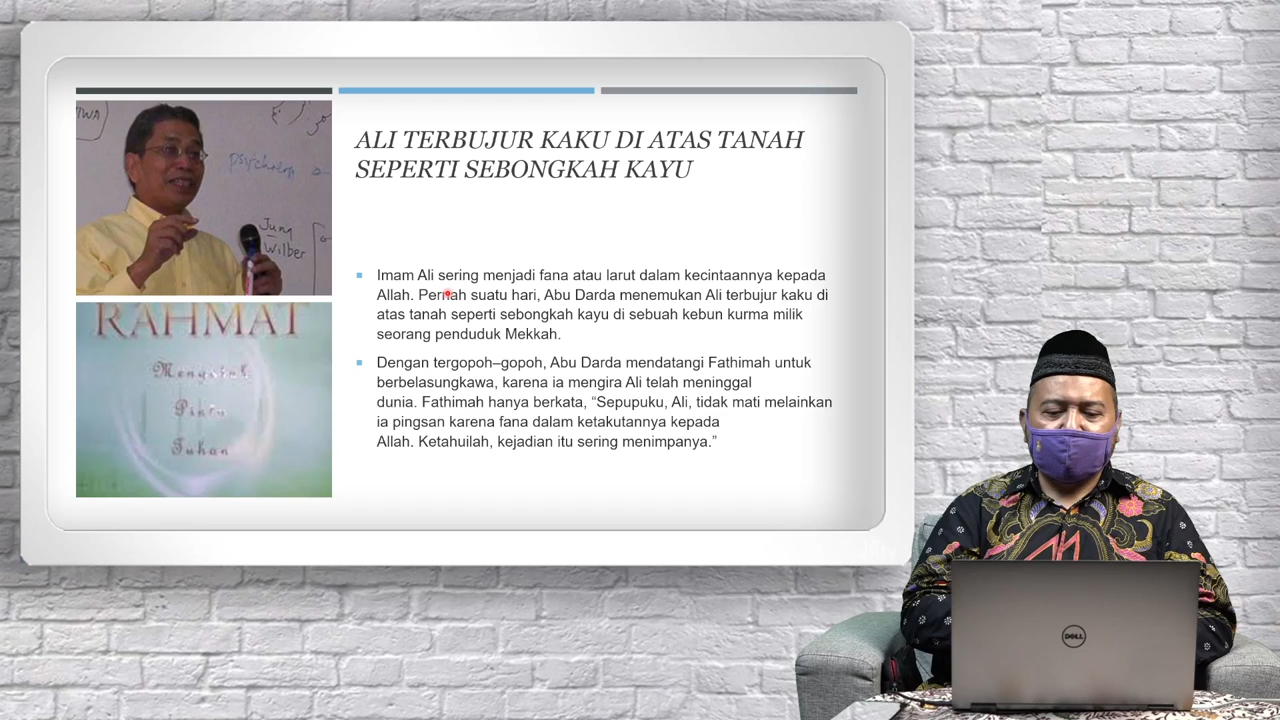 ALI TERBUJUR KAKU DI ATAS TANAH
SEPERTI SEBONGKAH KAYU
Imam Ali sering menjadi fana atau larut dalam kecintaannya kepada
Allah. Pernah suatu hari, Abu Darda menemukan Ali terbujur kaku di
atas tanah seperti sebongkah kayu di sebuah kebun kurma milik
seorang penduduk Mekkah.
Dengan tergopoh–gopoh, Abu Darda mendatangi Fathimah untuk
berbelasungkawa, karena ia mengira Ali telah meninggal
dunia. Fathimah hanya berkata, “Sepupuku, Ali, tidak mati melainkan
ia pingsan karena fana dalam ketakutannya kepada
Allah. Ketahuilah, kejadian itu sering menimpanya.”
psychology
Jung
Wilber
RAHMAT
Mengetuk
Pintu
Tuhan
DELL